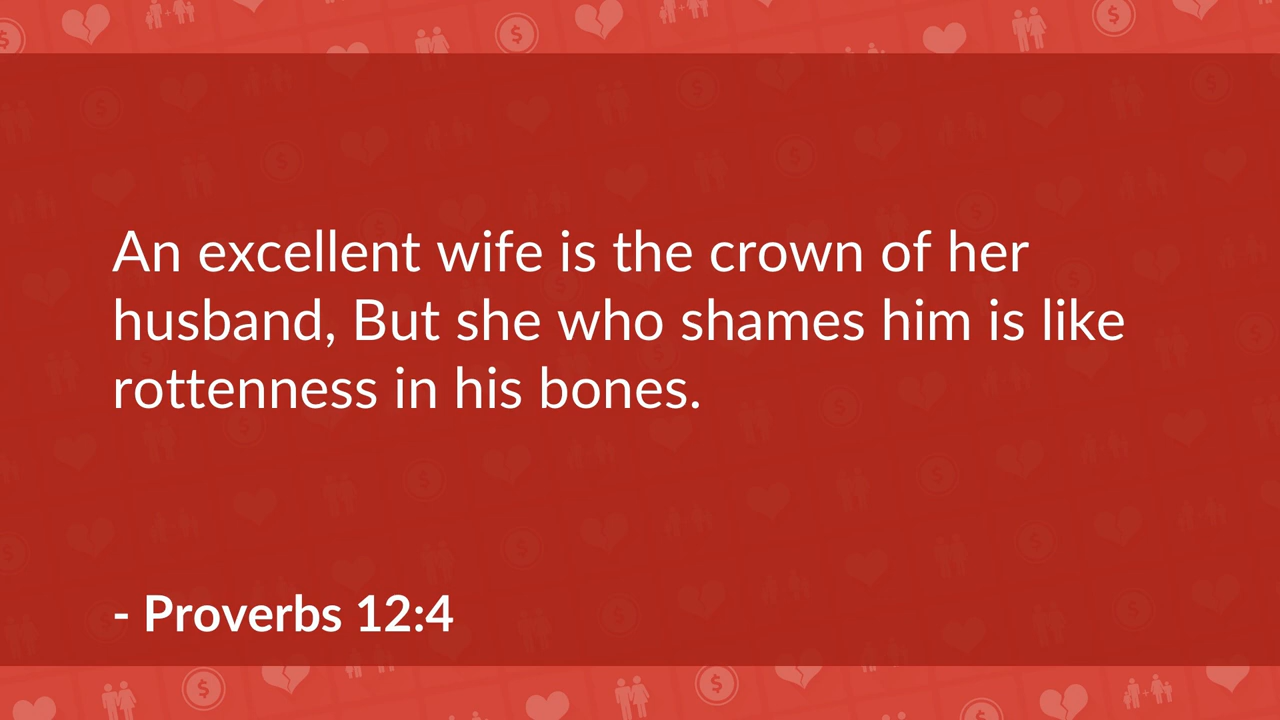 An excellent wife is the crown of her
husband, But she who shames him is like
rottenness in his bones.
- Proverbs 12:4